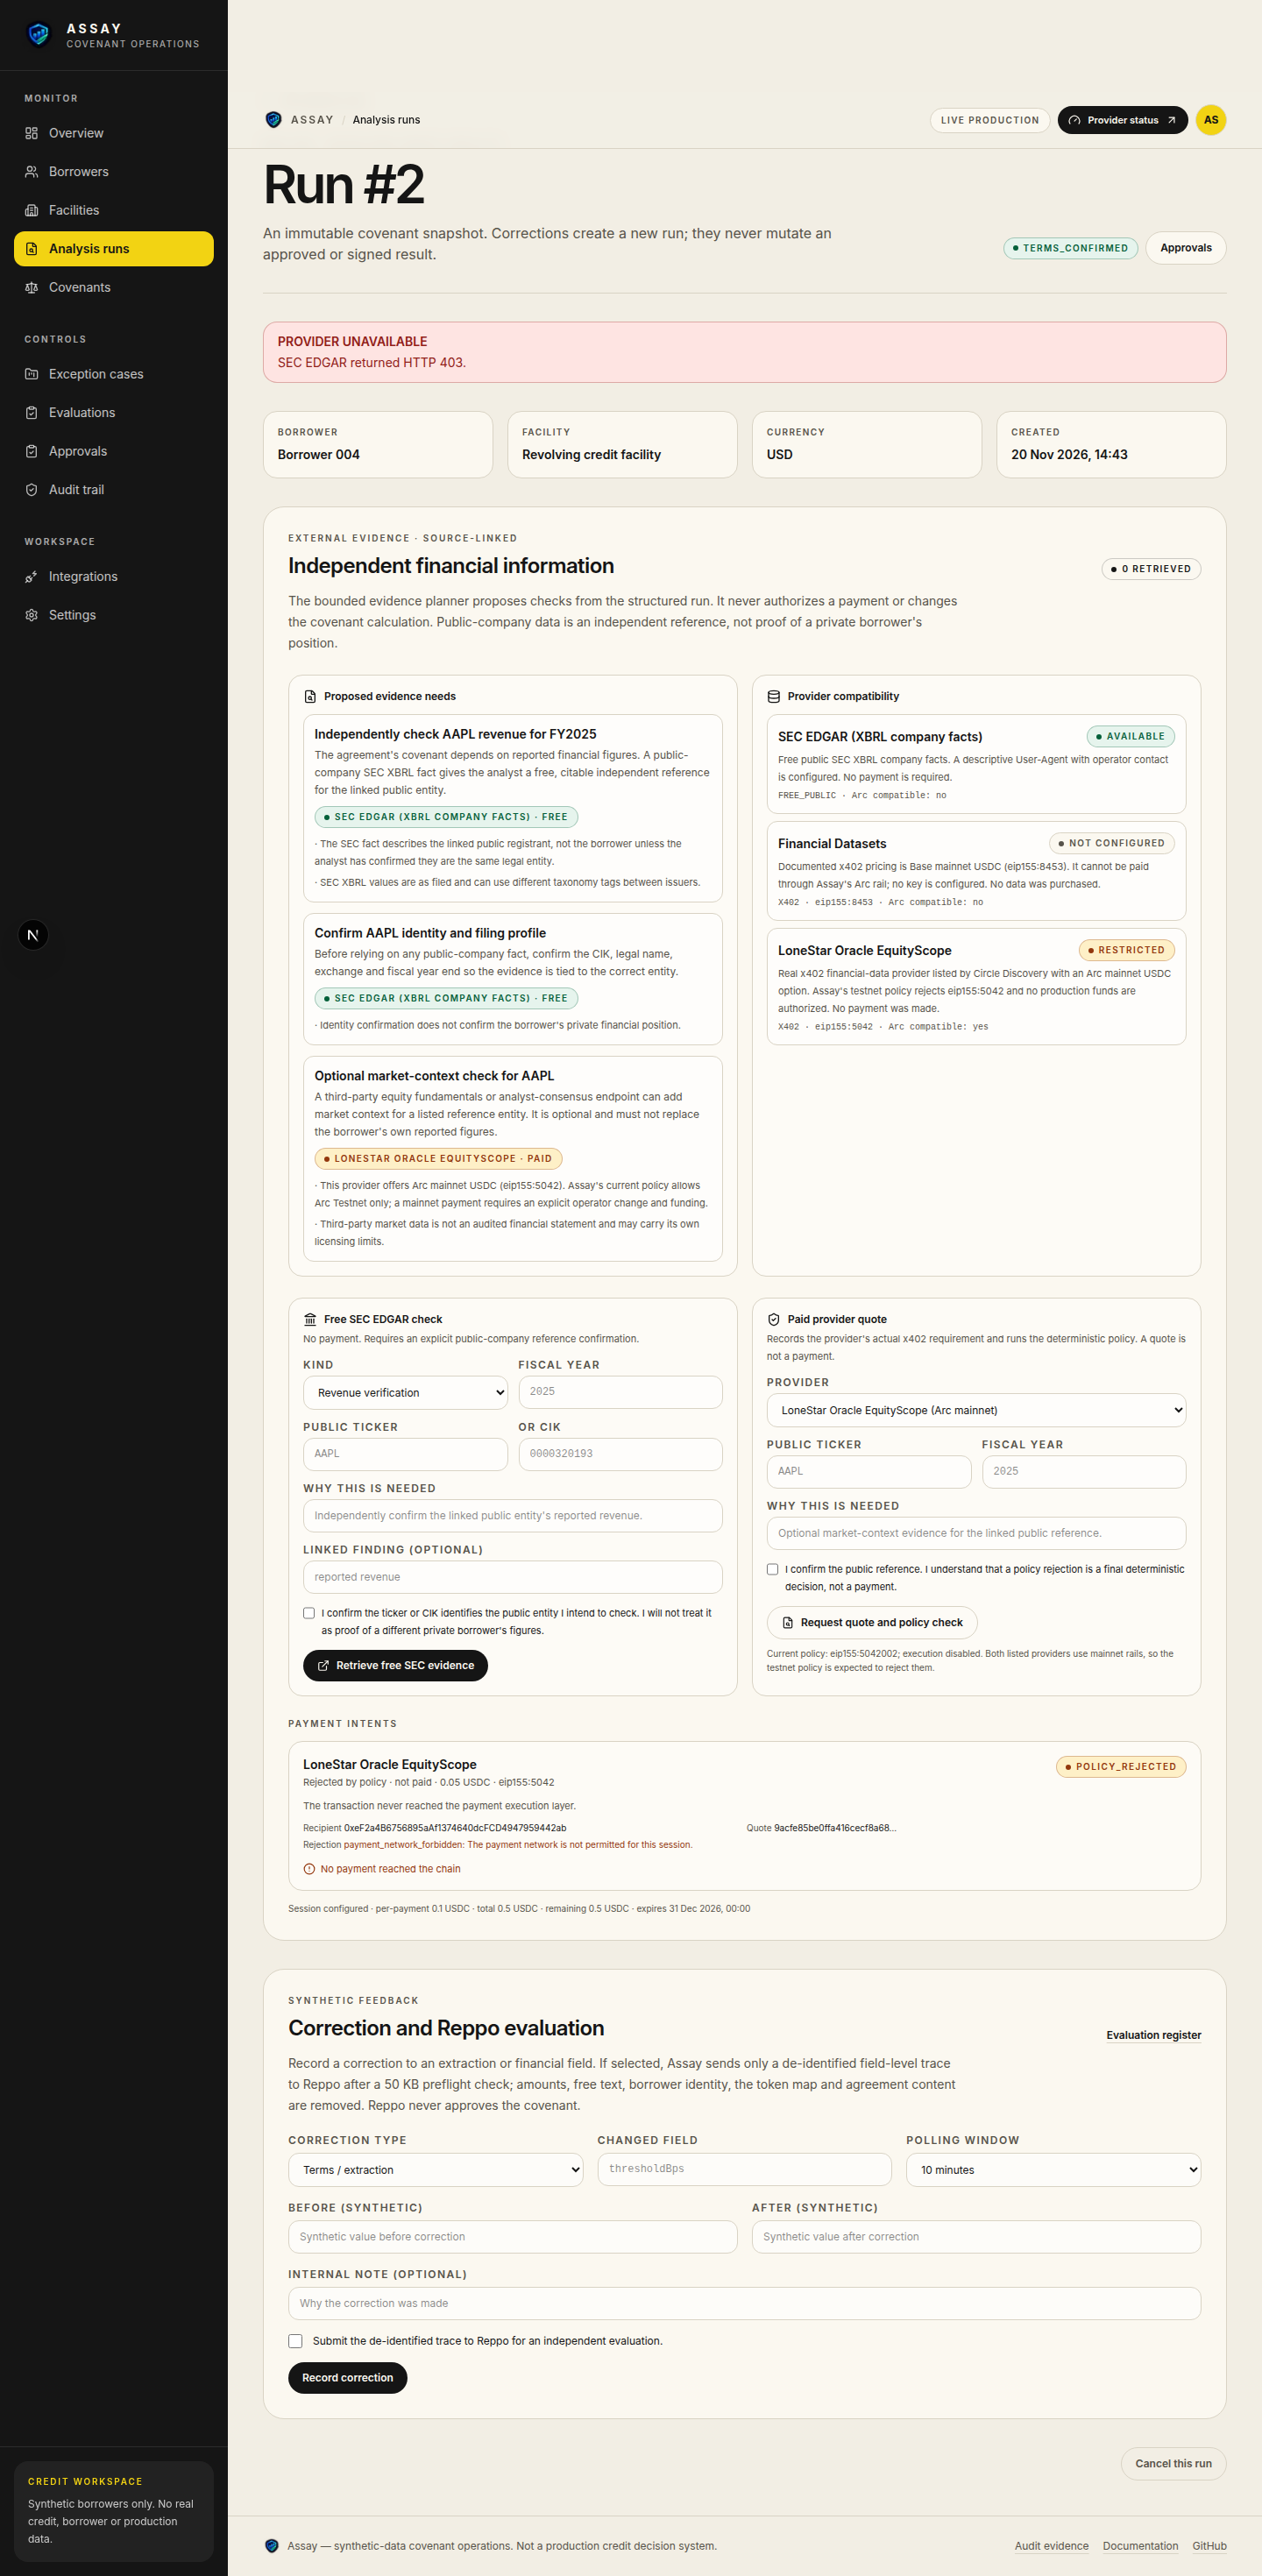 ASSAY
COVENANT OPERATIONS
MONITOR
Overview
Borrowers
Facilities
Analysis runs
Covenants
CONTROLS
Exception cases
Evaluations
Approvals
Audit trail
WORKSPACE
Integrations
Settings
N
CREDIT WORKSPACE
Synthetic borrowers only. No real
credit, borrower or production
data.
ASSAY / Analysis runs
LIVE PRODUCTION
Provider status
AS
Run #2
An immutable covenant snapshot. Corrections create a new run; they never mutate an
approved or signed result.
TERMS_CONFIRMED
Approvals
PROVIDER UNAVAILABLE
SEC EDGAR returned HTTP 403.
BORROWER
Borrower 004
FACILITY
Revolving credit facility
CURRENCY
USD
CREATED
20 Nov 2026, 14:43
EXTERNAL EVIDENCE · SOURCE-LINKED
Independent financial information
0 RETRIEVED
The bounded evidence planner proposes checks from the structured run. It never authorizes a payment or changes
the covenant calculation. Public-company data is an independent reference, not proof of a private borrower's
position.
Proposed evidence needs
Independently check AAPL revenue for FY2025
The agreement's covenant depends on reported financial figures. A public-
company SEC XBRL fact gives the analyst a free, citable independent reference
for the linked public entity.
SEC EDGAR (XBRL COMPANY FACTS) · FREE
· The SEC fact describes the linked public registrant, not the borrower unless the
analyst has confirmed they are the same legal entity.
· SEC XBRL values are as filed and can use different taxonomy tags between issuers.
Confirm AAPL identity and filing profile
Before relying on any public-company fact, confirm the CIK, legal name,
exchange and fiscal year end so the evidence is tied to the correct entity.
SEC EDGAR (XBRL COMPANY FACTS) · FREE
· Identity confirmation does not confirm the borrower's private financial position.
Optional market-context check for AAPL
A third-party equity fundamentals or analyst-consensus endpoint can add
market context for a listed reference entity. It is optional and must not replace
the borrower's own reported figures.
LONESTAR ORACLE EQUITYSCOPE · PAID
· This provider offers Arc mainnet USDC (eip155:5042). Assay's current policy allows
Arc Testnet only; a mainnet payment requires an explicit operator change and funding.
· Third-party market data is not an audited financial statement and may carry its own
licensing limits.
Provider compatibility
SEC EDGAR (XBRL company facts)
AVAILABLE
Free public SEC XBRL company facts. A descriptive User-Agent with operator contact
is configured. No payment is required.
FREE_PUBLIC · Arc compatible: no
Financial Datasets
NOT CONFIGURED
Documented x402 pricing is Base mainnet USDC (eip155:8453). It cannot be paid
through Assay's Arc rail; no key is configured. No data was purchased.
X402 · eip155:8453 · Arc compatible: no
LoneStar Oracle EquityScope
RESTRICTED
Real x402 financial-data provider listed by Circle Discovery with an Arc mainnet USDC
option. Assay's testnet policy rejects eip155:5042 and no production funds are
authorized. No payment was made.
X402 · eip155:5042 · Arc compatible: yes
Free SEC EDGAR check
No payment. Requires an explicit public-company reference confirmation.
KIND
FISCAL YEAR
Revenue verification
2025
PUBLIC TICKER
OR CIK
AAPL
0000320193
WHY THIS IS NEEDED
Independently confirm the linked public entity's reported revenue.
LINKED FINDING (OPTIONAL)
reported revenue
I confirm the ticker or CIK identifies the public entity I intend to check. I will not treat it
as proof of a different private borrower's figures.
Retrieve free SEC evidence
Paid provider quote
Records the provider's actual x402 requirement and runs the deterministic policy. A quote is
not a payment.
PROVIDER
LoneStar Oracle EquityScope (Arc mainnet)
PUBLIC TICKER
FISCAL YEAR
AAPL
2025
WHY THIS IS NEEDED
Optional market-context evidence for the linked public reference.
I confirm the public reference. I understand that a policy rejection is a final deterministic
decision, not a payment.
Request quote and policy check
Current policy: eip155:5042002; execution disabled. Both listed providers use mainnet rails, so the
testnet policy is expected to reject them.
PAYMENT INTENTS
LoneStar Oracle EquityScope
POLICY_REJECTED
Rejected by policy · not paid · 0.05 USDC · eip155:5042
The transaction never reached the payment execution layer.
Recipient 0xeF2a4B6756895aAf1374640dcFCD4947959442ab
Quote 9acfe85be0ffa416cecf8a68...
Rejection payment_network_forbidden: The payment network is not permitted for this session.
No payment reached the chain
Session configured · per-payment 0.1 USDC · total 0.5 USDC · remaining 0.5 USDC · expires 31 Dec 2026, 00:00
SYNTHETIC FEEDBACK
Correction and Reppo evaluation
Evaluation register
Record a correction to an extraction or financial field. If selected, Assay sends only a de-identified field-level trace
to Reppo after a 50 KB preflight check; amounts, free text, borrower identity, the token map and agreement content
are removed. Reppo never approves the covenant.
CORRECTION TYPE
CHANGED FIELD
POLLING WINDOW
Terms / extraction
thresholdBps
10 minutes
BEFORE (SYNTHETIC)
AFTER (SYNTHETIC)
Synthetic value before correction
Synthetic value after correction
INTERNAL NOTE (OPTIONAL)
Why the correction was made
Submit the de-identified trace to Reppo for an independent evaluation.
Record correction
Cancel this run
Assay — synthetic-data covenant operations. Not a production credit decision system.
Audit evidence
Documentation
GitHub